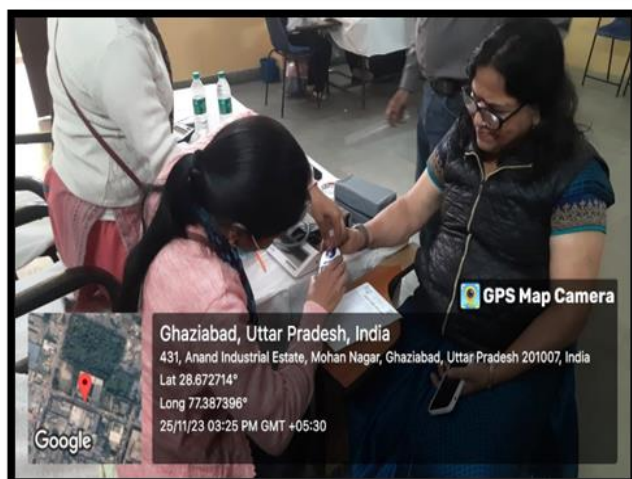 GPS Map Camera
Ghaziabad, Uttar Pradesh, India
431, Anand Industrial Estate, Mohan Nagar, Ghaziabad, Uttar Pradesh 201007, India
Lat 28.672714°
Long 77.387396°
25/11/23 03:25 PM GMT +05:30
Google